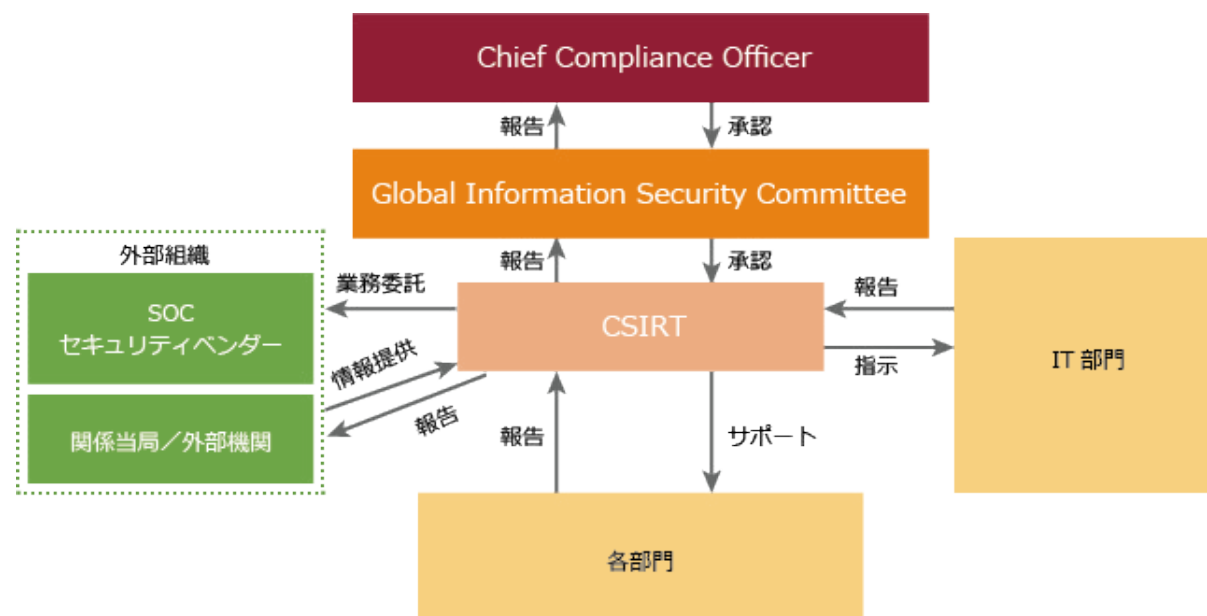 Chief Compliance Officer
報告
承認
Global Information Security Committee
外部組織
報告
承認
業務委託
報告
SOC
セキュリティベンダー
CSIRT
IT 部門
情報提供
指示
関係当局／外部機関
報告
報告
サポート
各部門